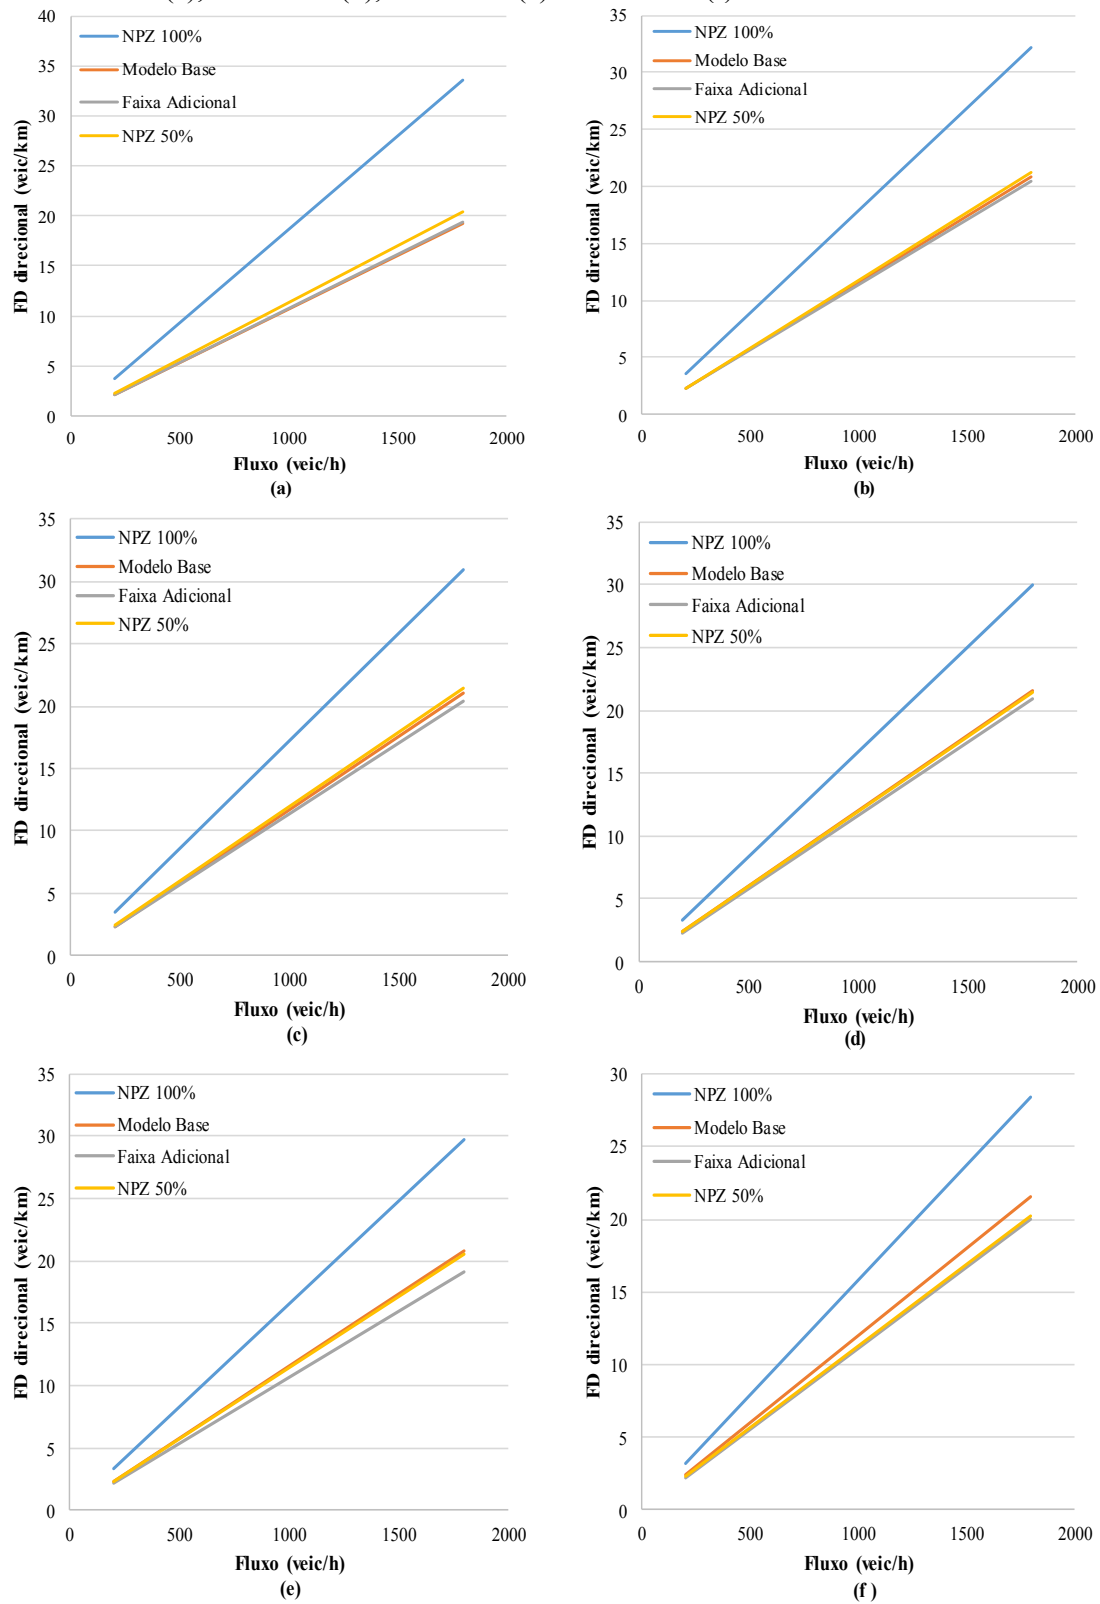 NPZ 100%
Modelo Base
Faixa Adicional
NPZ 50%
FD direcional (veic/km)
40
35
30
25
20
15
10
5
0
0 500 1000 1500 2000
Fluxo (veic/h)
(a)
NPZ 100%
Modelo Base
Faixa Adicional
NPZ 50%
FD direcional (veic/km)
35
30
25
20
15
10
5
0
0 500 1000 1500 2000
Fluxo (veic/h)
(b)
NPZ 100%
Modelo Base
Faixa Adicional
NPZ 50%
FD direcional (veic/km)
35
30
25
20
15
10
5
0
0 500 1000 1500 2000
Fluxo (veic/h)
(c)
NPZ 100%
Modelo Base
Faixa Adicional
NPZ 50%
FD direcional (veic/km)
35
30
25
20
15
10
5
0
0 500 1000 1500 2000
Fluxo (veic/h)
(d)
NPZ 100%
Modelo Base
Faixa Adicional
NPZ 50%
FD direcional (veic/km)
35
30
25
20
15
10
5
0
0 500 1000 1500 2000
Fluxo (veic/h)
(e)
NPZ 100%
Modelo Base
Faixa Adicional
NPZ 50%
FD direcional (veic/km)
30
25
20
15
10
5
0
0 500 1000 1500 2000
Fluxo (veic/h)
(f )